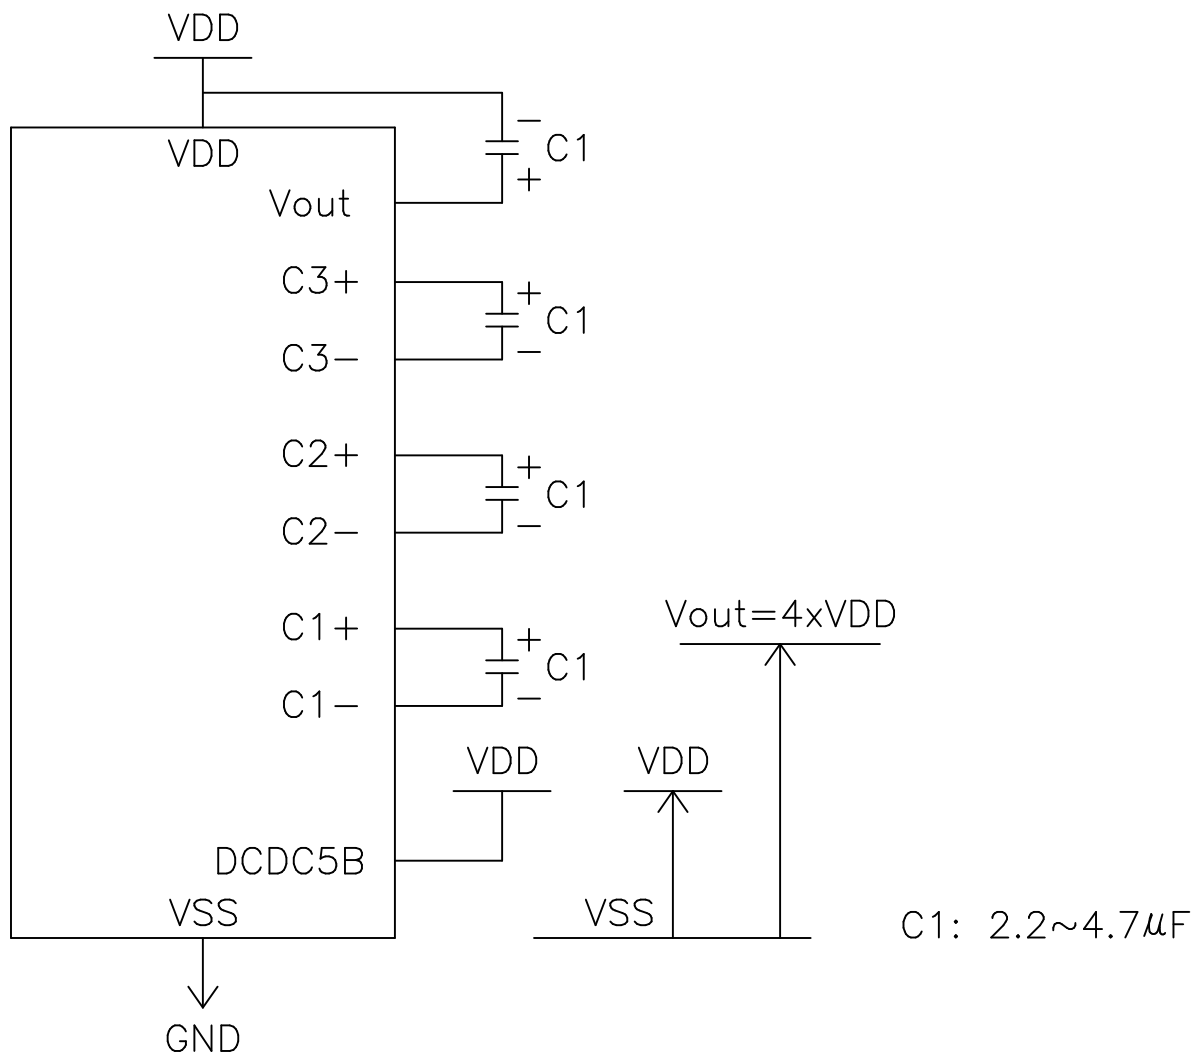 VDD
VDD
− C1 +
Vout
C3+
+ C1 −
C3−
C2+
+ C1 −
C2−
C1+
+ C1 −
C1−
Vout=4xVDD
VDD
VDD
DCDC5B
VSS
VSS
C1: 2.2~4.7µF
GND